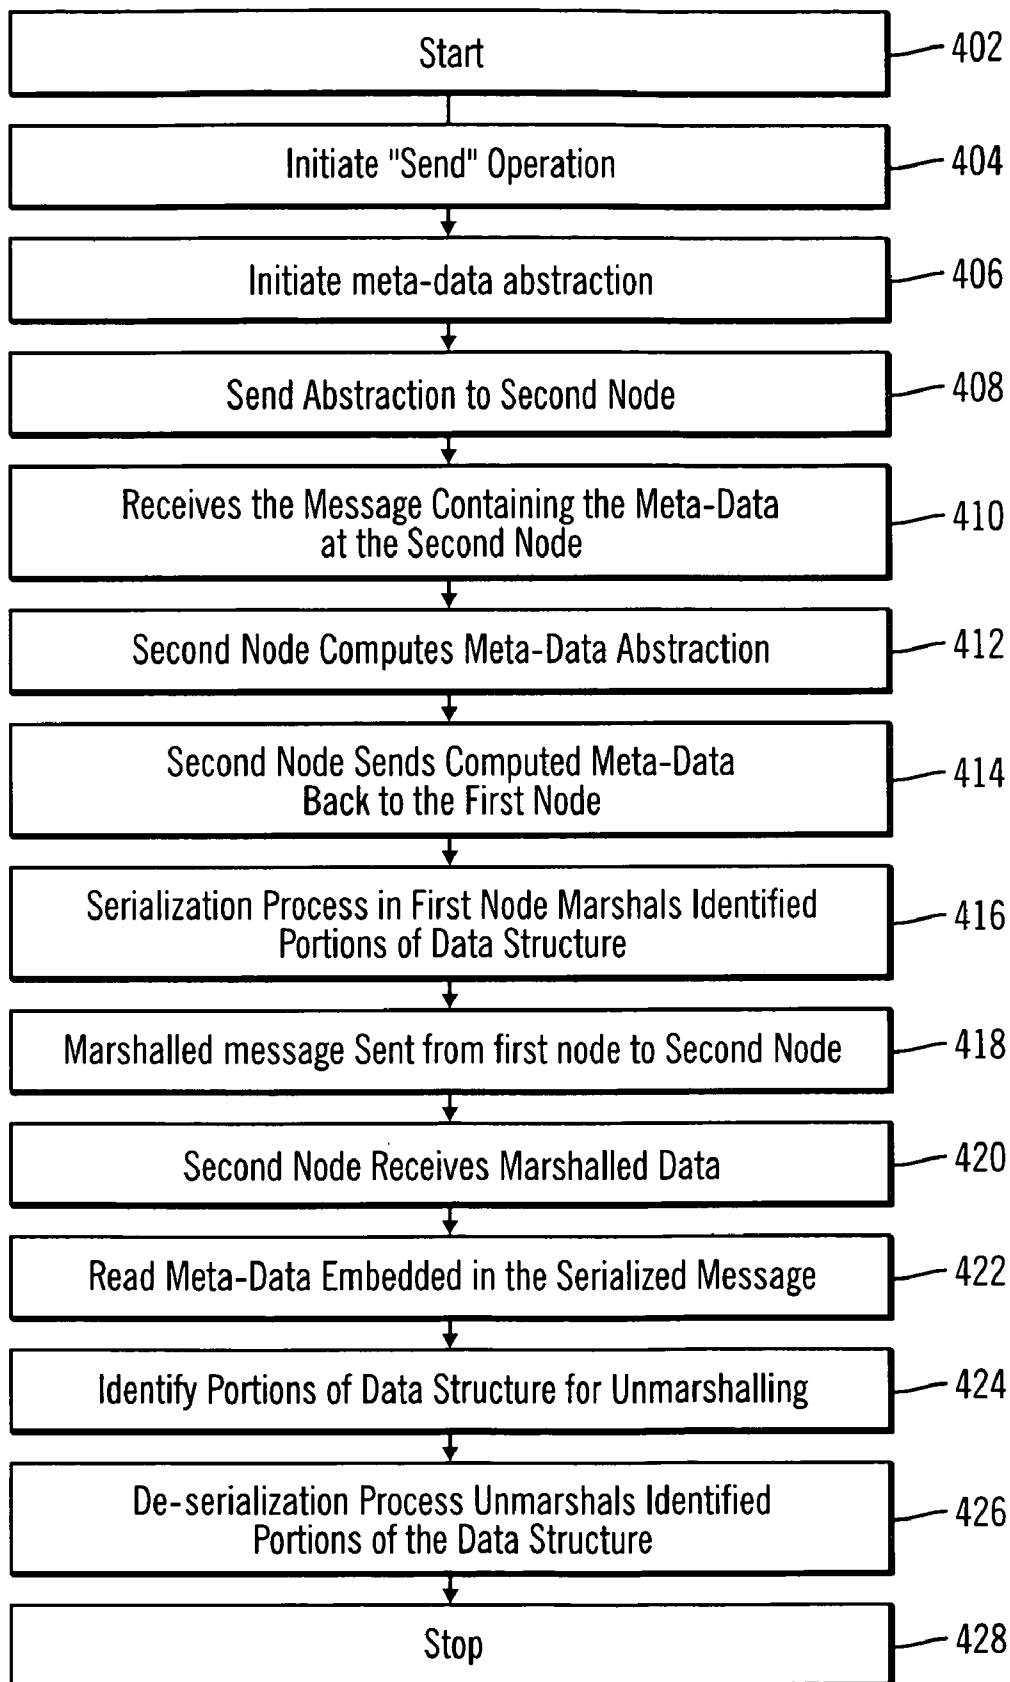 Start
402
Initiate "Send" Operation
404
Initiate meta-data abstraction
406
Send Abstraction to Second Node
408
Receives the Message Containing the Meta-Data
at the Second Node
410
Second Node Computes Meta-Data Abstraction
412
Second Node Sends Computed Meta-Data
Back to the First Node
414
Serialization Process in First Node Marshals Identified
Portions of Data Structure
416
Marshalled message Sent from first node to Second Node
418
Second Node Receives Marshalled Data
420
Read Meta-Data Embedded in the Serialized Message
422
Identify Portions of Data Structure for Unmarshalling
424
De-serialization Process Unmarshals Identified
Portions of the Data Structure
426
Stop
428